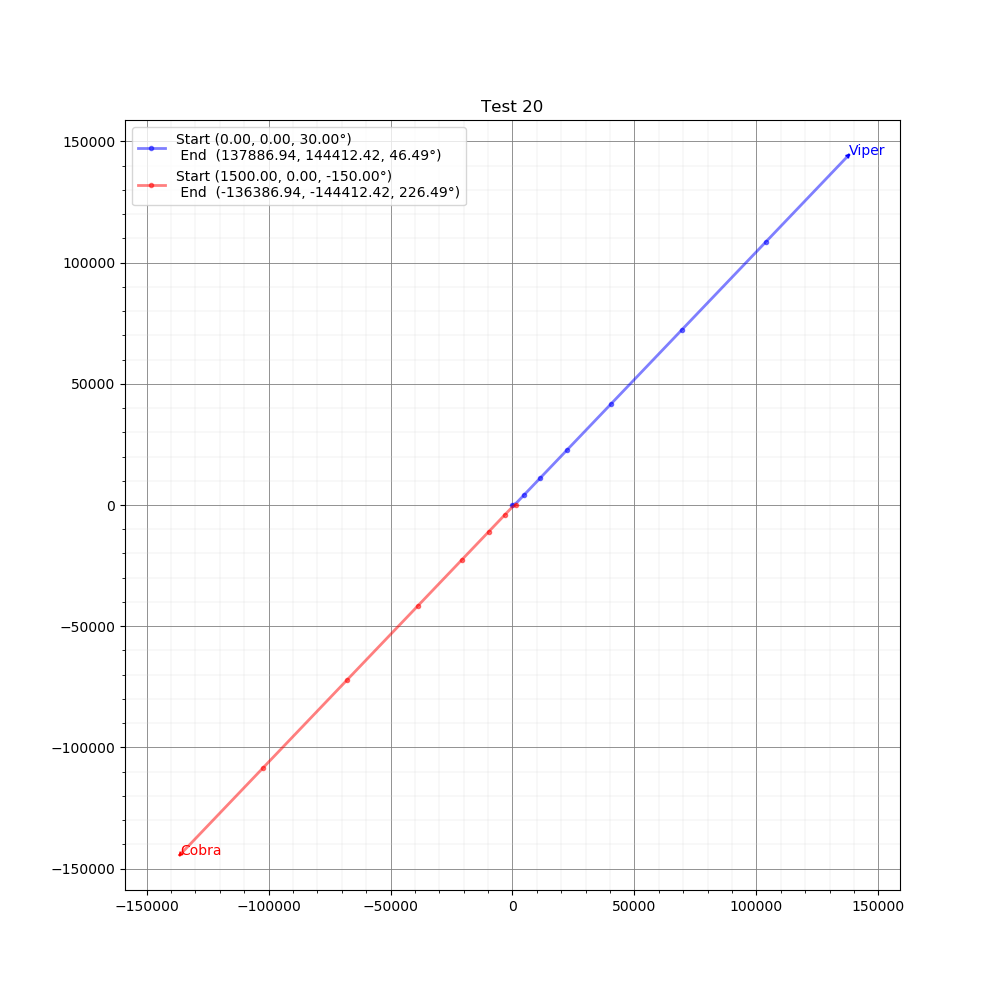 Test 20
Start (0.00, 0.00, 30.00°)
End (137886.94, 144412.42, 46.49°)
Start (1500.00, 0.00, -150.00°)
End (-136386.94, -144412.42, 226.49°)
Viper
Cobra
150000
100000
50000
0
−50000
−100000
−150000
−150000
−100000
−50000
0
50000
100000
150000